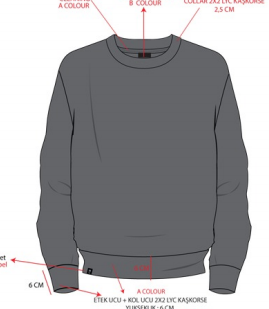 A COLOUR
B COLOUR
COLLAR 2X2 LYC KAŞKORSE
2,5 CM
6 CM
A COLOUR
ETEK UCU + KOL UCU 2X2 LYC KAŞKORSE
YUKSEKLIK : 6 CM